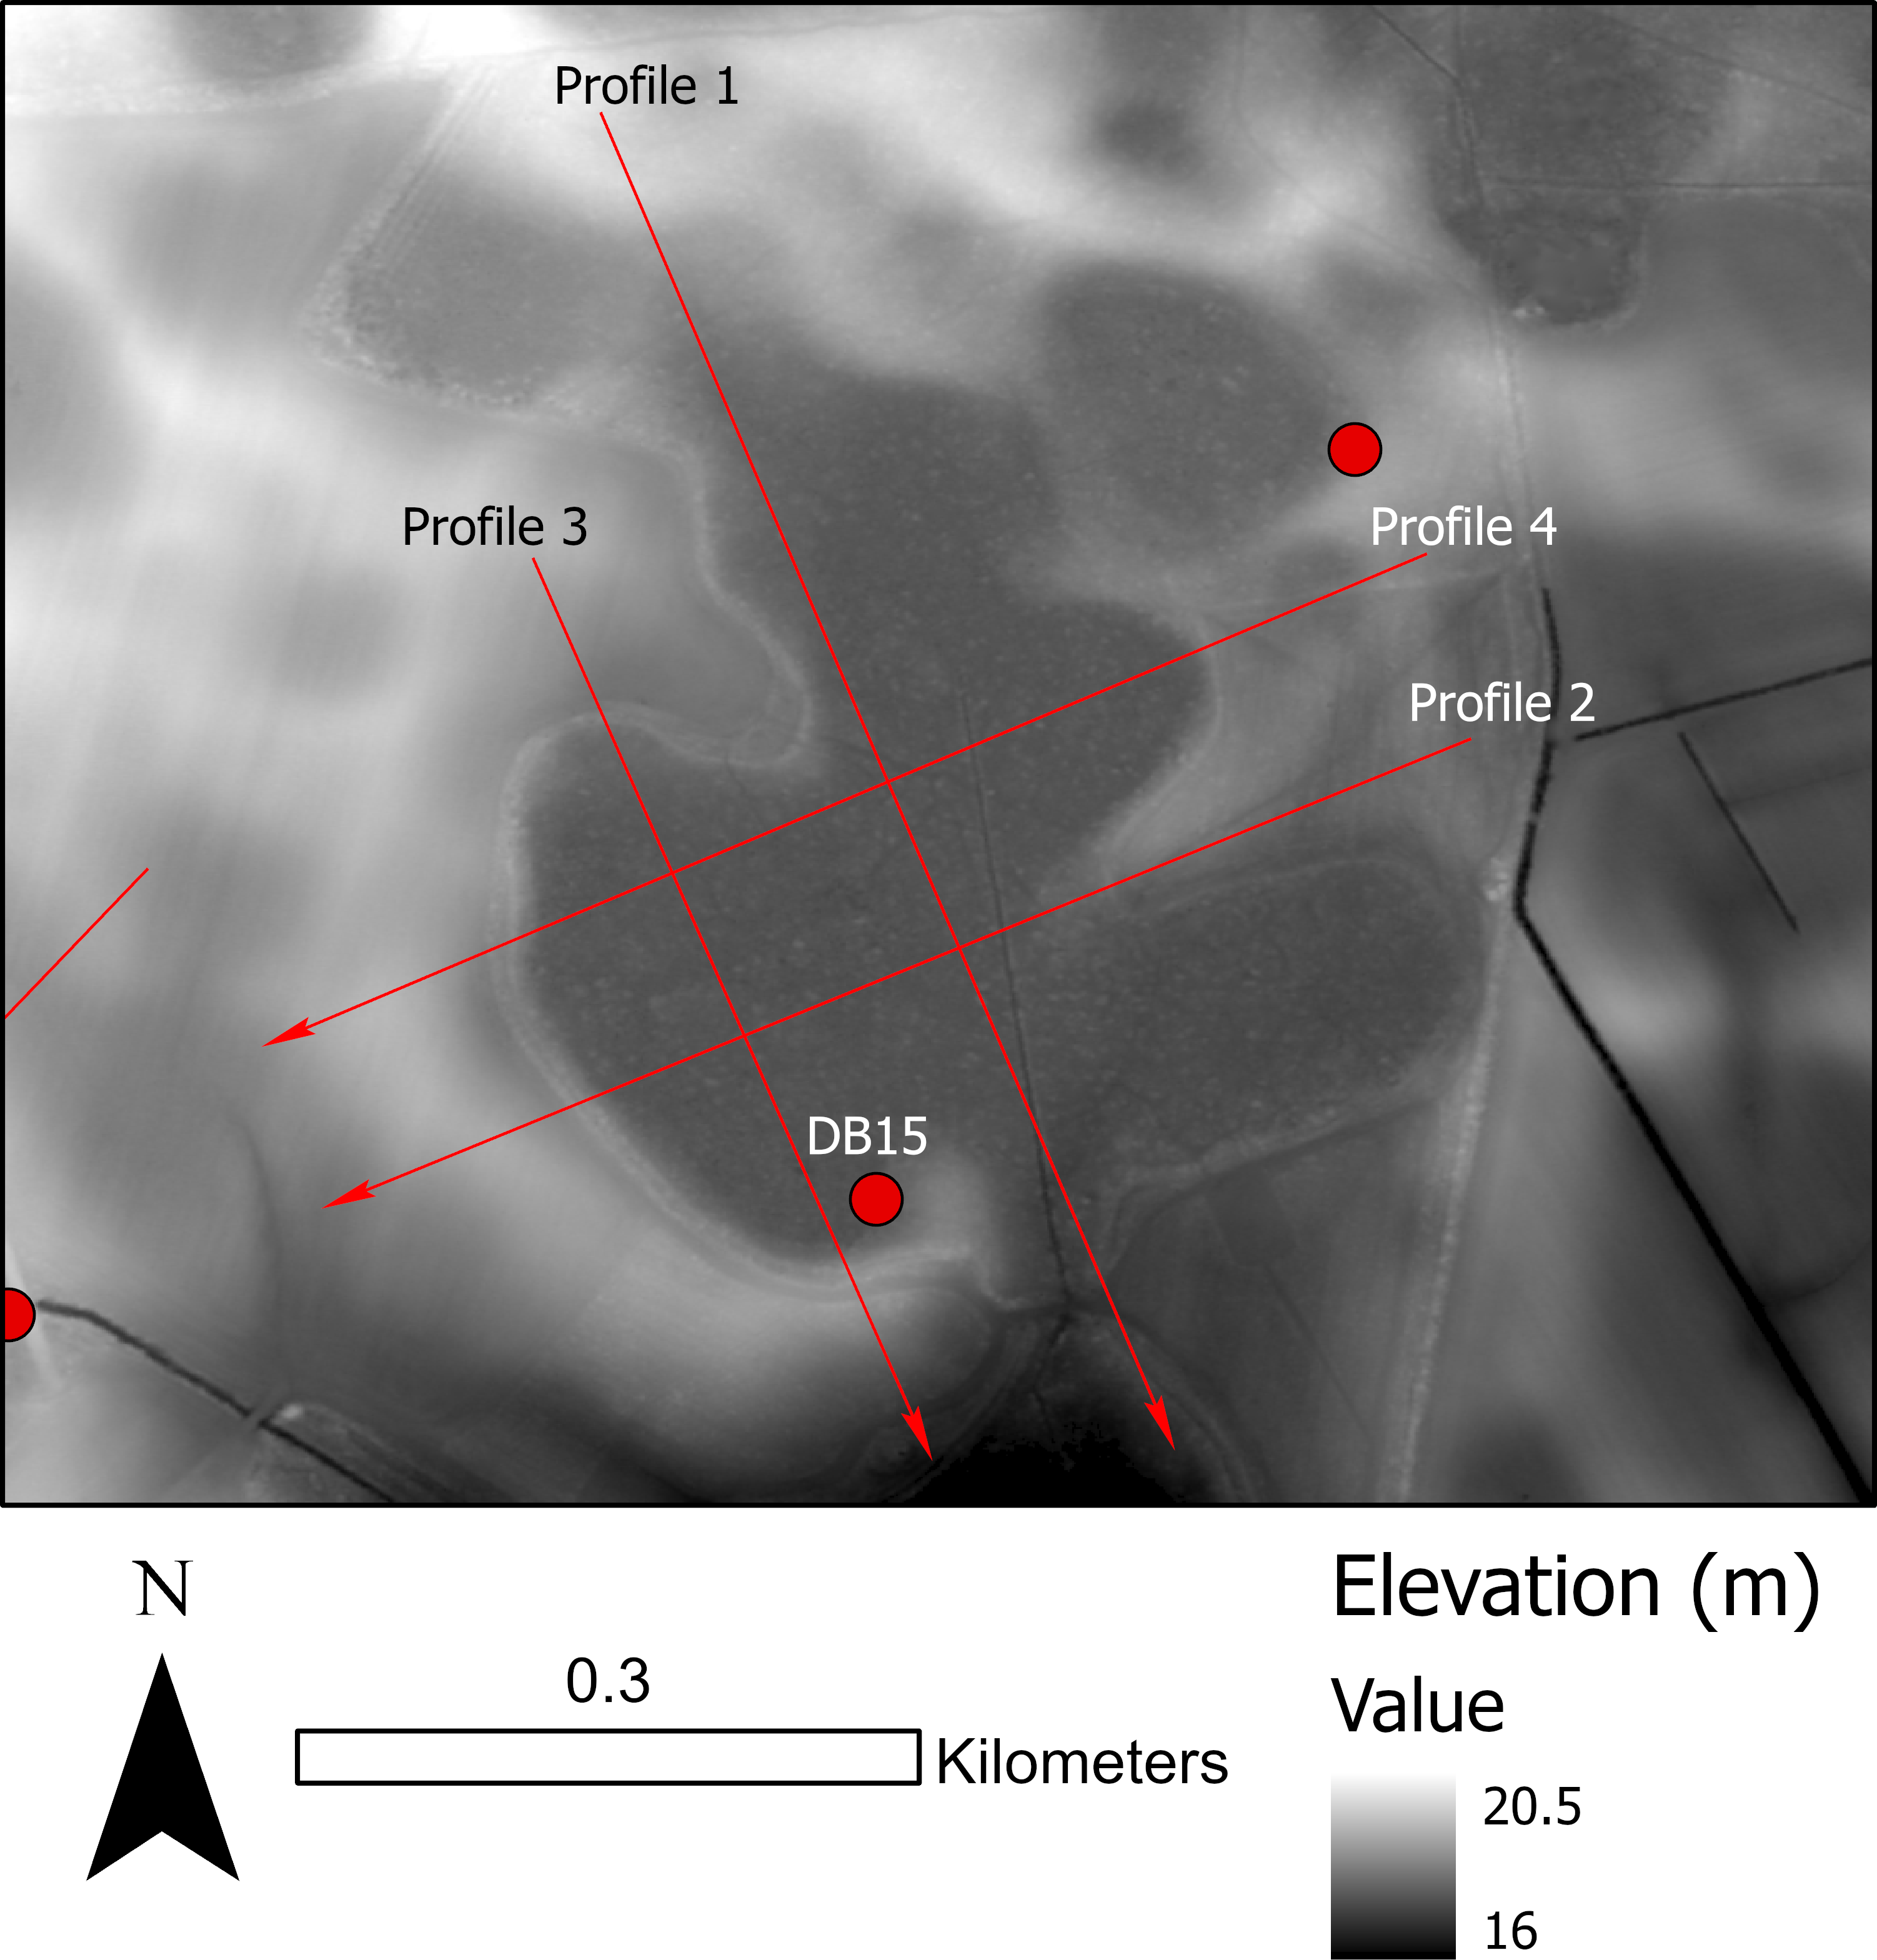 Profile 1
Profile 3
Profile 4
Profile 2
DB15
N
0.3
Kilometers
Elevation (m)
Value
20.5
16